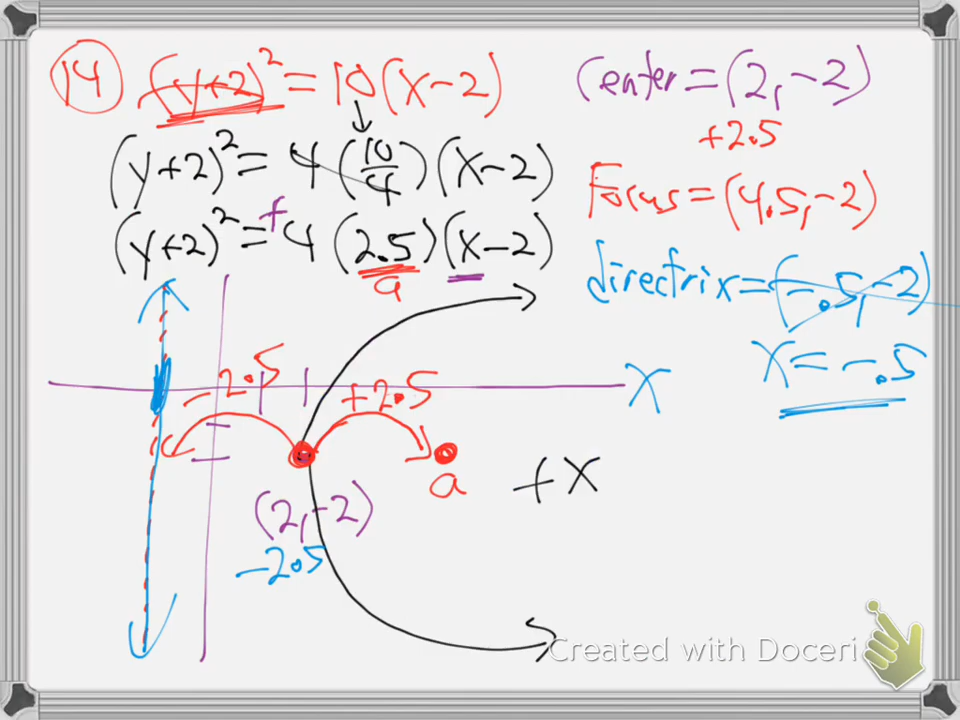 14 (y+2)² = 10(x-2)
(y+2)² = 4(10/4)(x-2)
(y+2)² = +4(2.5)(x-2)
a
Center = (2, -2)
+2.5
Focus = (4.5, -2)
directrix = (-.5, -2)
x = -.5
-2.5
+2.5
X
a
+X
(2, -2)
-2.5
Created with Doceri